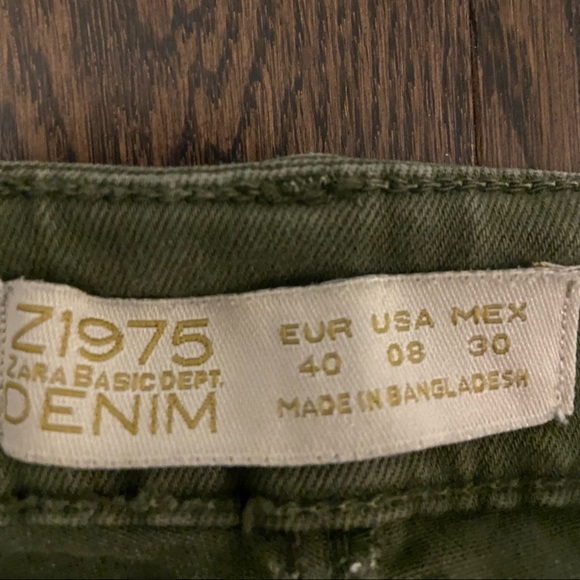 Z1975
ZARA BASIC DEPT.
DENIM
EUR USA MEX
40 08 30
MADE IN BANGLADESH